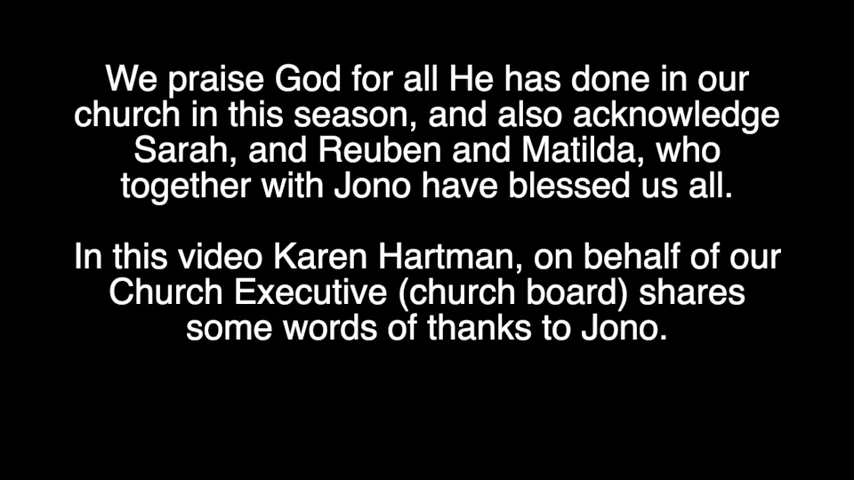 We praise God for all He has done in our
church in this season, and also acknowledge
Sarah, and Reuben and Matilda, who
together with Jono have blessed us all.
In this video Karen Hartman, on behalf of our
Church Executive (church board) shares
some words of thanks to Jono.